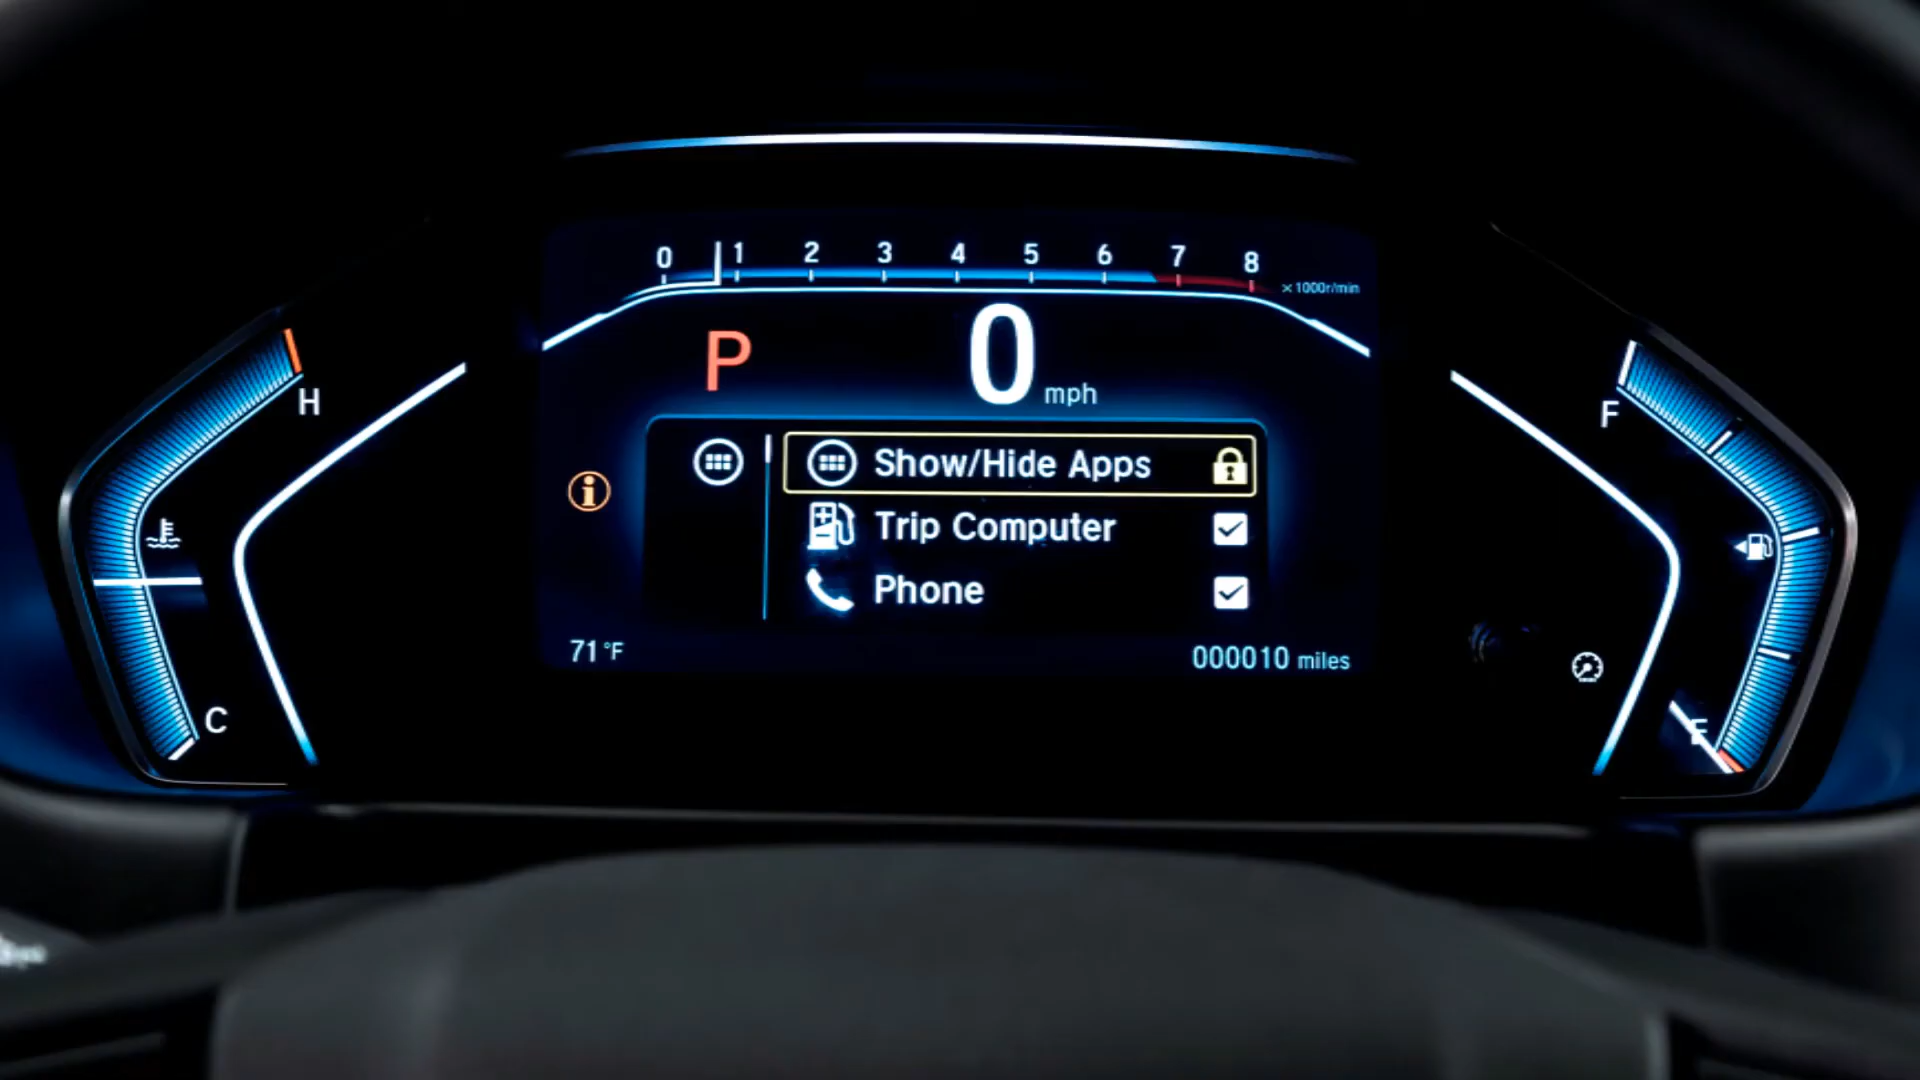 0 1 2 3 4 5 6 7 8
×1000r/min
P 0 mph
H
F
Show/Hide Apps
Trip Computer
Phone
71°F
000010 miles
C
E